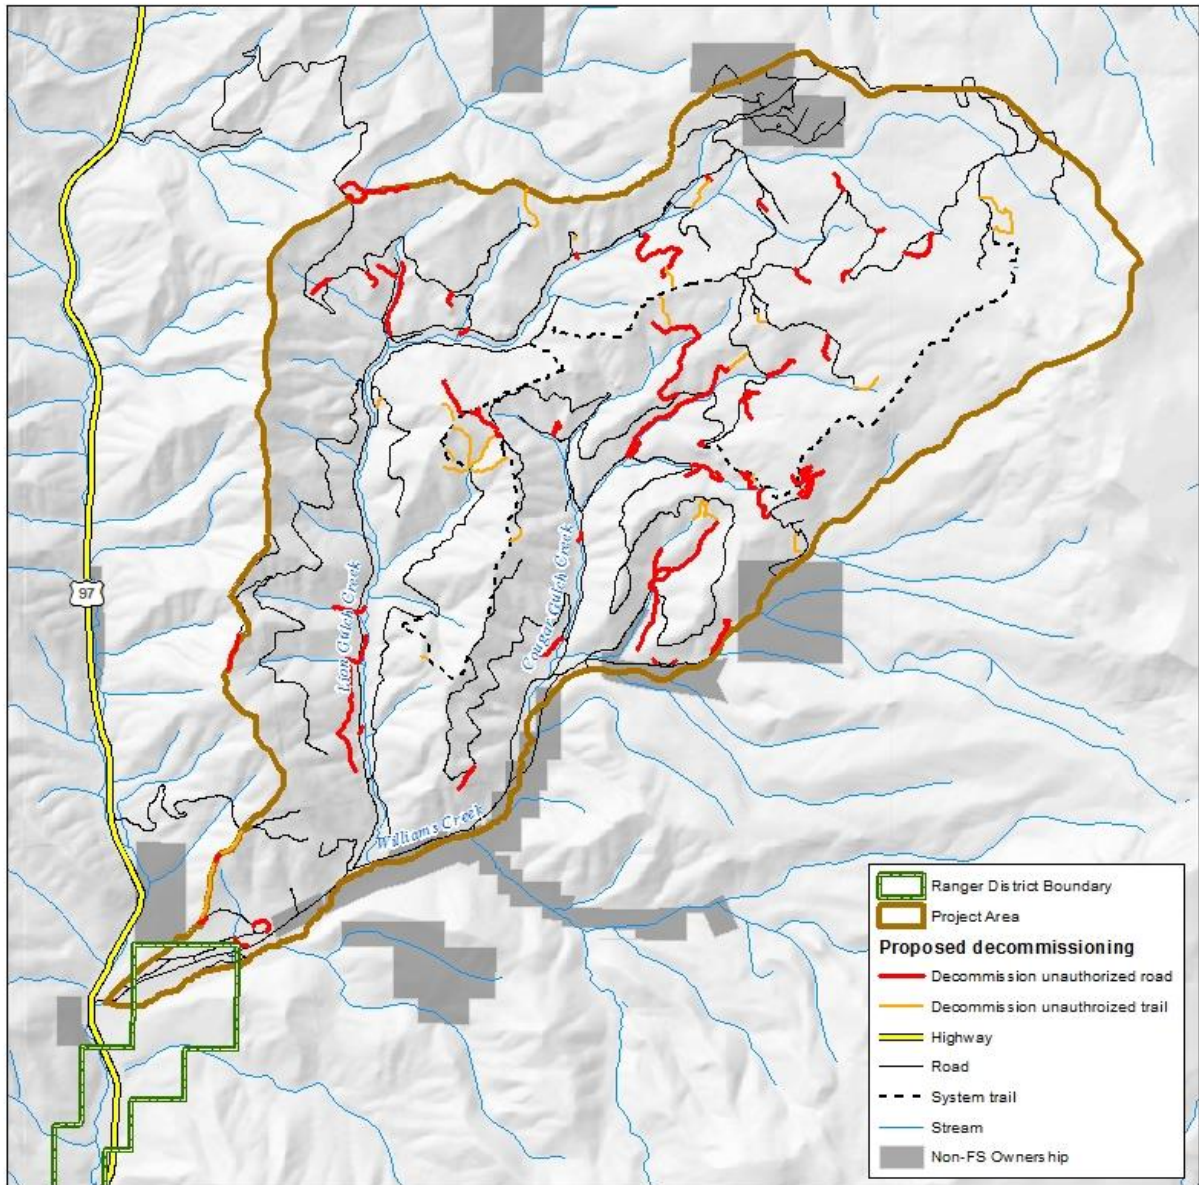 97
Lion Gulch Creek
Cougar Gulch Creek
Williams Creek
Ranger District Boundary
Project Area
Proposed decommissioning
Decommission unauthorized road
Decommission unauthroized trail
Highway
Road
System trail
Stream
Non-FS Ownership